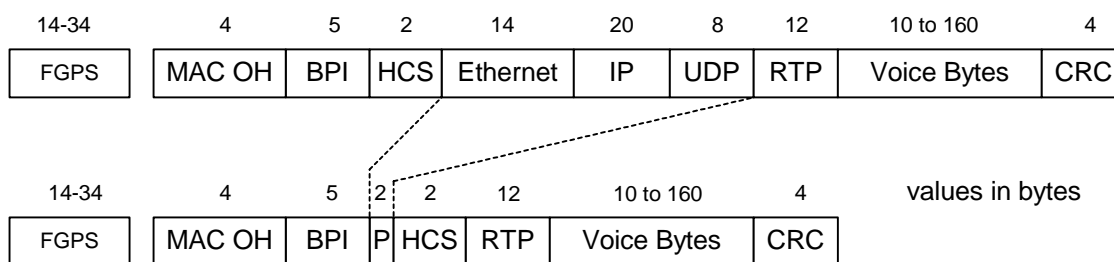 14-34 4 5 2 14 20 8 12 10 to 160 4
FGPS MAC OH BPI HCS Ethernet IP UDP RTP Voice Bytes CRC
14-34 4 5 2 2 12 10 to 160 4 values in bytes
FGPS MAC OH BPI P HCS RTP Voice Bytes CRC